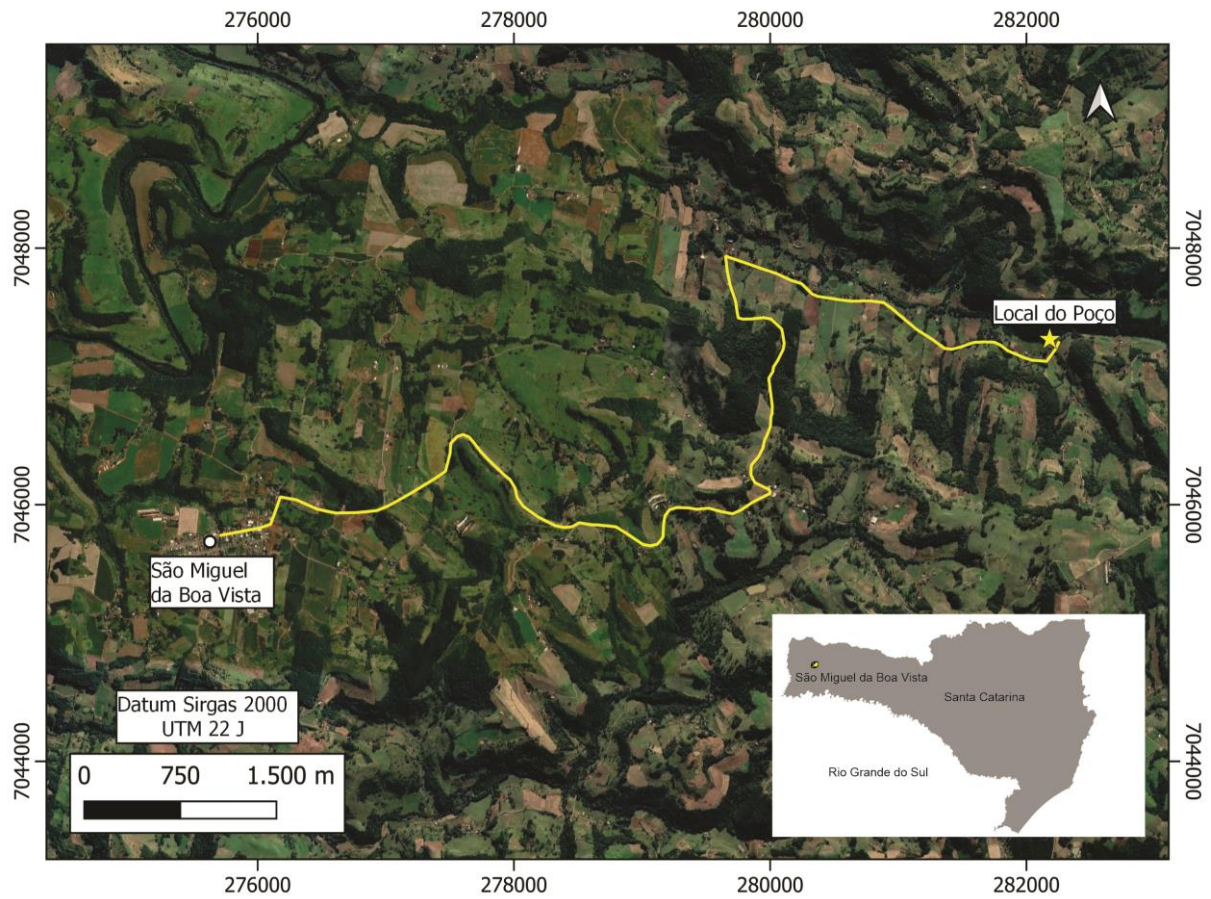 276000
278000
280000
282000
7048000
7048000
Local do Poço
7046000
7046000
São Miguel
da Boa Vista
São Miguel da Boa Vista
Santa Catarina
Rio Grande do Sul
Datum Sirgas 2000
UTM 22 J
0
750
1.500 m
7044000
7044000
276000
278000
280000
282000